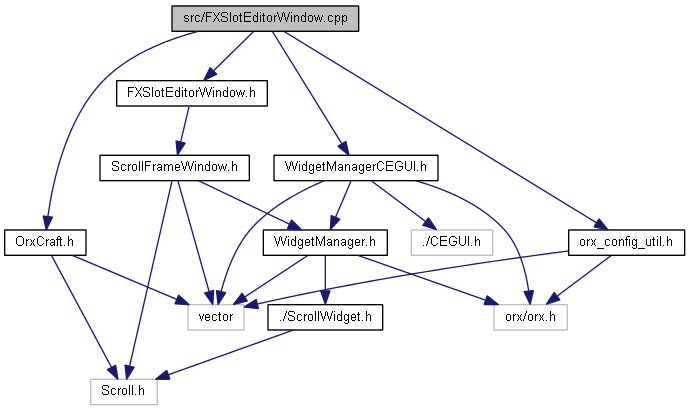 src/FXSlotEditorWindow.cpp
FXSlotEditorWindow.h
ScrollFrameWindow.h
WidgetManagerCEGUI.h
OrxCraft.h
WidgetManager.h
./CEGUI.h
orx_config_util.h
vector
./ScrollWidget.h
orx/orx.h
Scroll.h